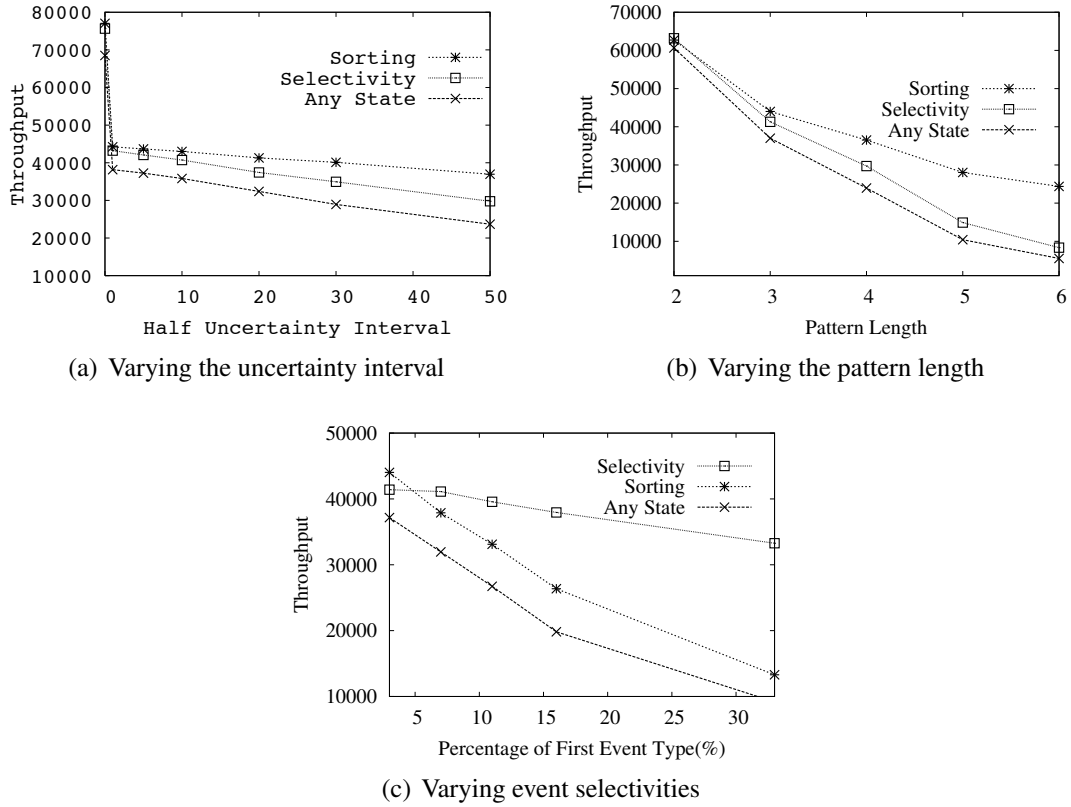 80000
70000
60000
50000
40000
30000
20000
10000
Throughput
Sorting
Selectivity
Any State
0 10 20 30 40 50
Half Uncertainty Interval
(a) Varying the uncertainty interval
70000
60000
50000
40000
30000
20000
10000
Throughput
Sorting
Selectivity
Any State
2 3 4 5 6
Pattern Length
(b) Varying the pattern length
50000
40000
30000
20000
10000
Throughput
Selectivity
Sorting
Any State
5 10 15 20 25 30
Percentage of First Event Type(%)
(c) Varying event selectivities